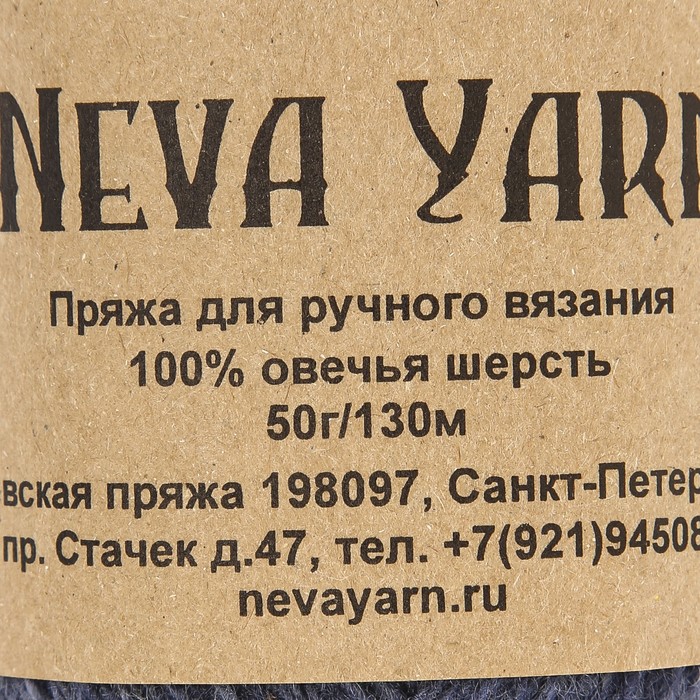 NEVA YARN
Пряжа для ручного вязания
100% овечья шерсть
50г/130м
вская пряжа 198097, Санкт-Петер
пр. Стачек д.47, тел. +7(921)94508
nevayarn.ru